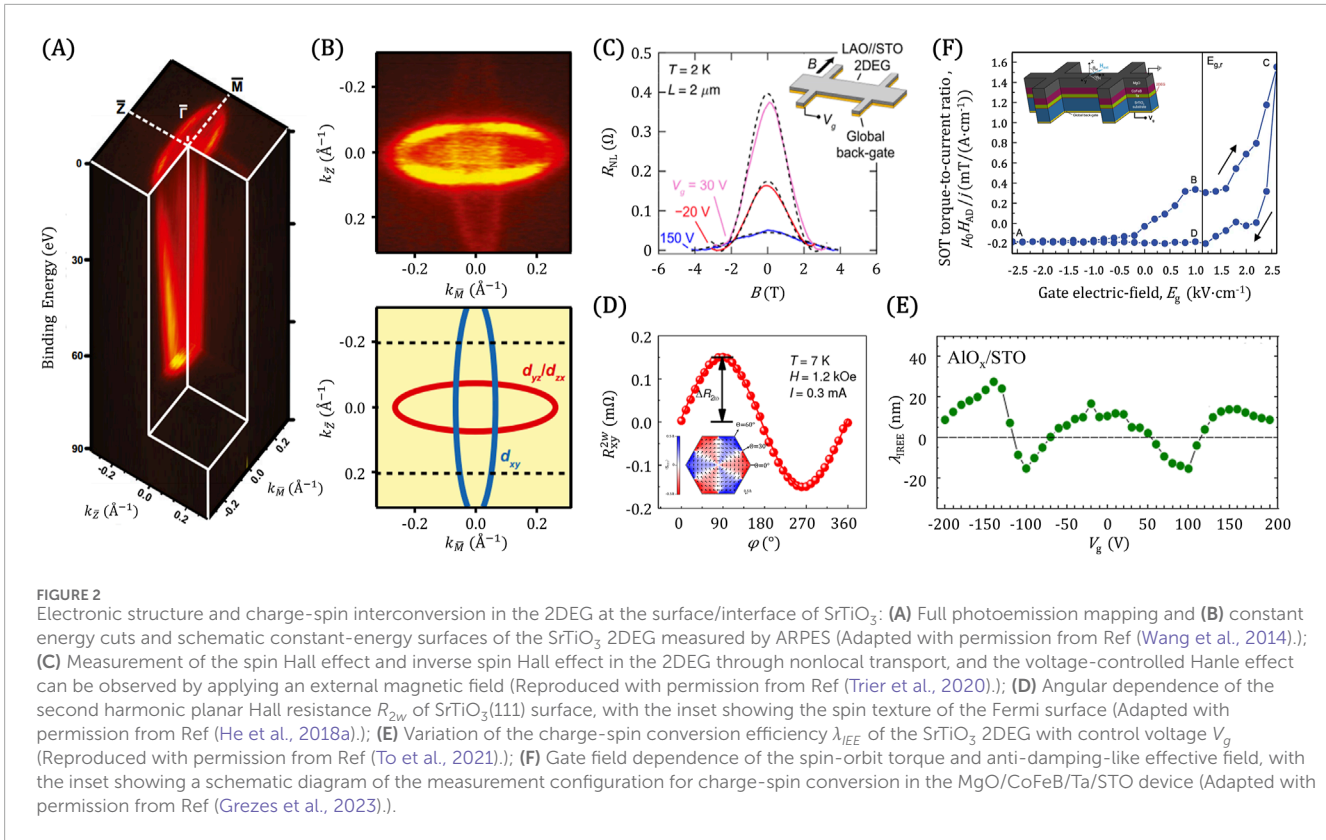 (A)
Z̅
Γ̅
M̅
0
30
60
90
Binding Energy (eV)
-0.2
0.0
0.2
k_Z̅ (Å⁻¹)
-0.2
0.0
0.2
k_M̅ (Å⁻¹)
(B)
-0.2
0.0
0.2
k_Z̅ (Å⁻¹)
-0.2 0.0 0.2
k_M̅ (Å⁻¹)
-0.2
0.0
0.2
k_Z̅ (Å⁻¹)
d_yz/d_zx
d_xy
-0.2 0.0 0.2
k_M̅ (Å⁻¹)
(C)
0.5
0.4
0.3
0.2
0.1
0
R_NL (Ω)
T = 2 K
L = 2 μm
B
LAO//STO
2DEG
V_g
Global
back-gate
V_g = 30 V
−20 V
150 V
-6 -4 -2 0 2 4 6
B (T)
(D)
0.2
0.1
0.0
-0.1
-0.2
R_xy^2w (mΩ)
ΔR_2ω
T = 7 K
H = 1.2 kOe
I = 0.3 mA
Θ=60°
Θ=30°
Θ=0°
0 90 180 270 360
φ (°)
(F)
1.6
1.4
1.2
1.0
0.8
0.6
0.4
0.2
-0.0
-0.2
SOT torque-to-current ratio,
μ₀H_AD/j (mT/(A·cm⁻¹))
MgO
CoFeB
Ta
E_g,r
C
B
A
D
-2.5 -2.0 -1.5 -1.0 -0.5 0.0 0.5 1.0 1.5 2.0 2.5
Gate electric-field, E_g (kV·cm⁻¹)
(E)
AlOₓ/STO
40
20
0
-20
λ_IREE (nm)
-200 -150 -100 -50 0 50 100 150 200
V_g (V)
FIGURE 2
Electronic structure and charge-spin interconversion in the 2DEG at the surface/interface of SrTiO₃: (A) Full photoemission mapping and (B) constant
energy cuts and schematic constant-energy surfaces of the SrTiO₃ 2DEG measured by ARPES (Adapted with permission from Ref (Wang et al., 2014).);
(C) Measurement of the spin Hall effect and inverse spin Hall effect in the 2DEG through nonlocal transport, and the voltage-controlled Hanle effect
can be observed by applying an external magnetic field (Reproduced with permission from Ref (Trier et al., 2020).); (D) Angular dependence of the
second harmonic planar Hall resistance R_2w of SrTiO₃(111) surface, with the inset showing the spin texture of the Fermi surface (Adapted with
permission from Ref (He et al., 2018a).); (E) Variation of the charge-spin conversion efficiency λ_IEE of the SrTiO₃ 2DEG with control voltage V_g
(Reproduced with permission from Ref (To et al., 2021).); (F) Gate field dependence of the spin-orbit torque and anti-damping-like effective field, with
the inset showing a schematic diagram of the measurement configuration for charge-spin conversion in the MgO/CoFeB/Ta/STO device (Adapted with
permission from Ref (Grezes et al., 2023).).